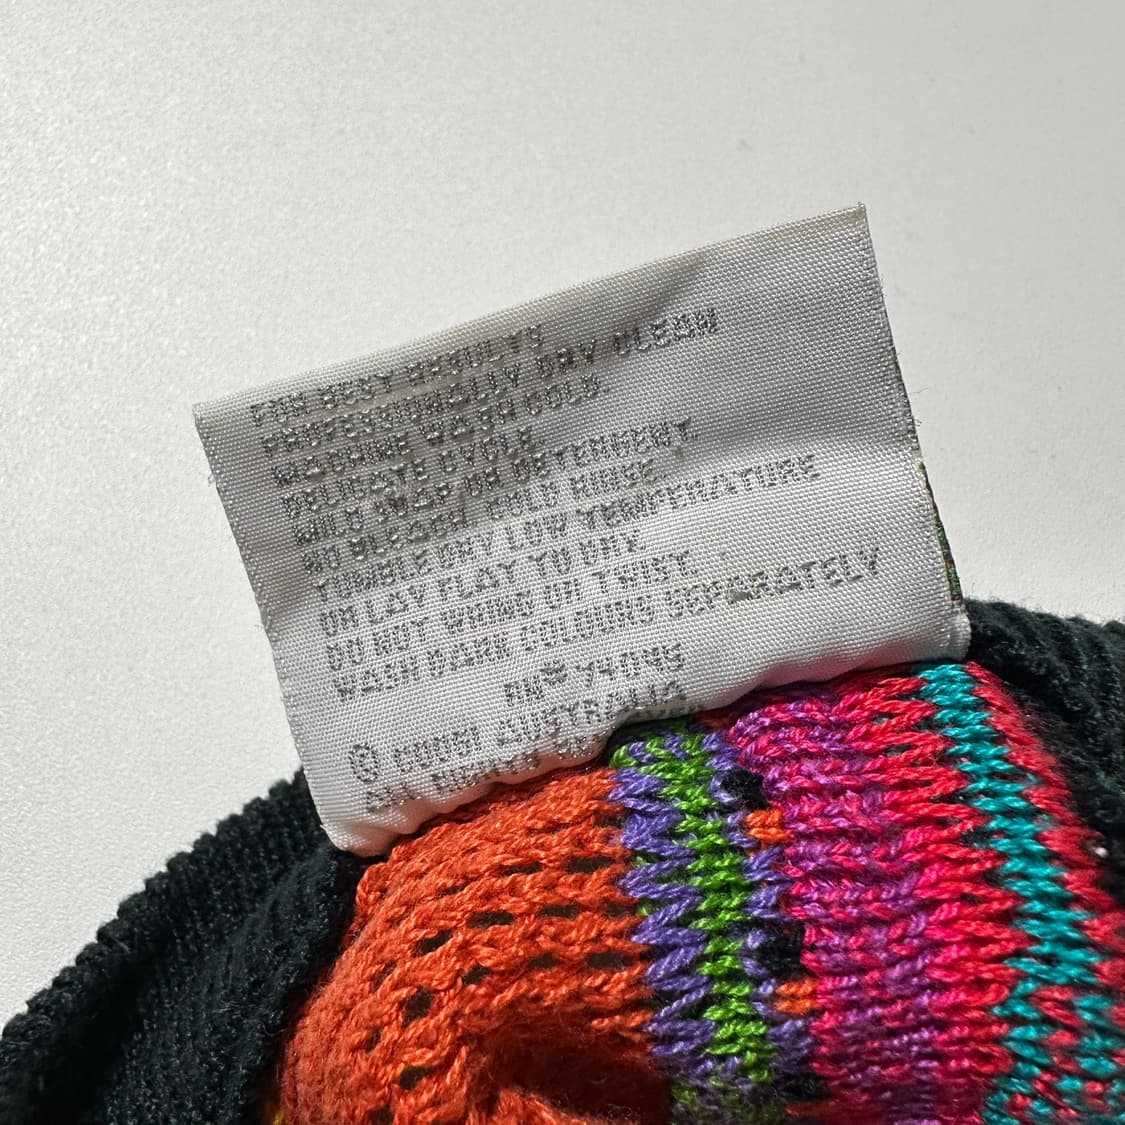 FOR BEST RESULTS
PROFESSIONALLY DRY CLEAN
MACHINE WASH COLD.
DELICATE CYCLE.
MILD SOAP OR DETERGENT.
NO BLEACH. COLD RINSE.
TUMBLE DRY LOW TEMPERATURE
OR LAY FLAT TO DRY.
DO NOT WRING OR TWIST.
WASH DARK COLOURS SEPARATELY
RN# 74095
© COOGI AUSTRALIA
ALL RIGHTS